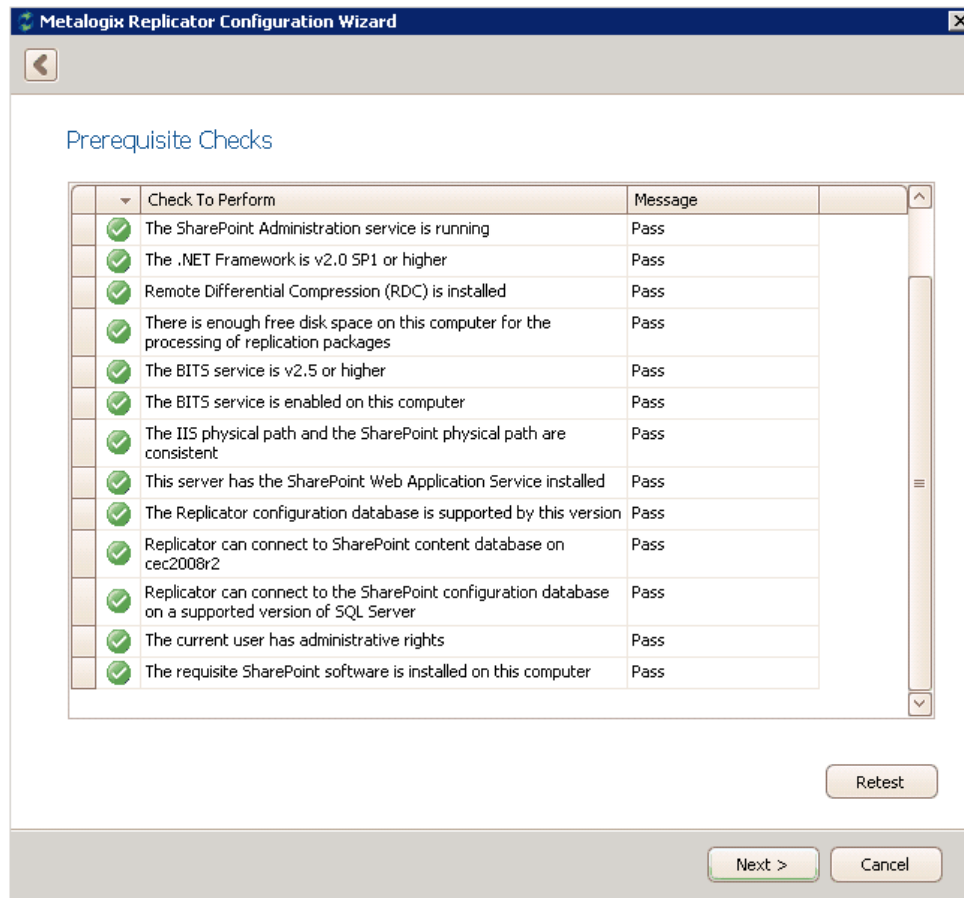 Metalogix Replicator Configuration Wizard
Prerequisite Checks
Check To Perform Message
The SharePoint Administration service is running Pass
The .NET Framework is v2.0 SP1 or higher Pass
Remote Differential Compression (RDC) is installed Pass
There is enough free disk space on this computer for the Pass
processing of replication packages
The BITS service is v2.5 or higher Pass
The BITS service is enabled on this computer Pass
The IIS physical path and the SharePoint physical path are Pass
consistent
This server has the SharePoint Web Application Service installed Pass
The Replicator configuration database is supported by this version Pass
Replicator can connect to SharePoint content database on Pass
cec2008r2
Replicator can connect to the SharePoint configuration database Pass
on a supported version of SQL Server
The current user has administrative rights Pass
The requisite SharePoint software is installed on this computer Pass
Retest
Next > Cancel